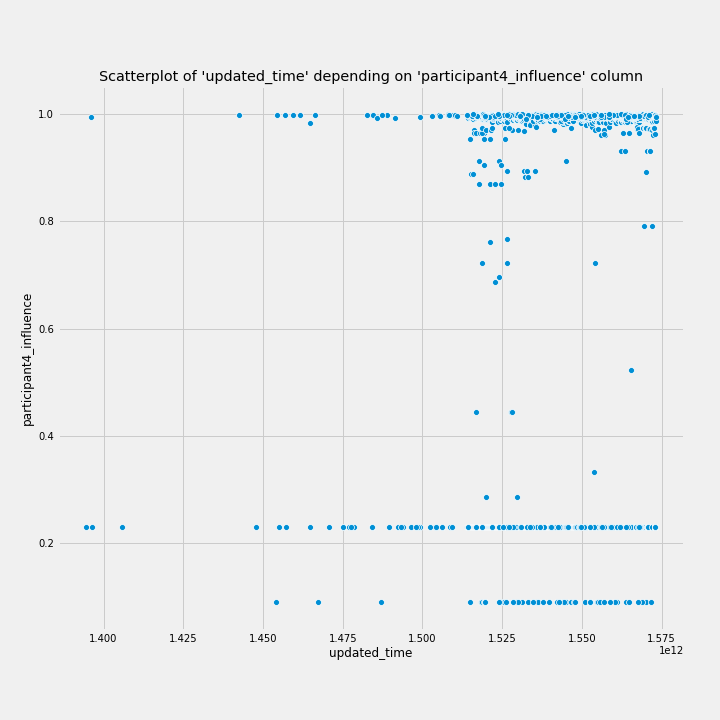 Scatterplot of 'updated_time' depending on 'participant4_influence' column
participant4_influence
1.0
0.8
0.6
0.4
0.2
1.400 1.425 1.450 1.475 1.500 1.525 1.550 1.575
1e12
updated_time